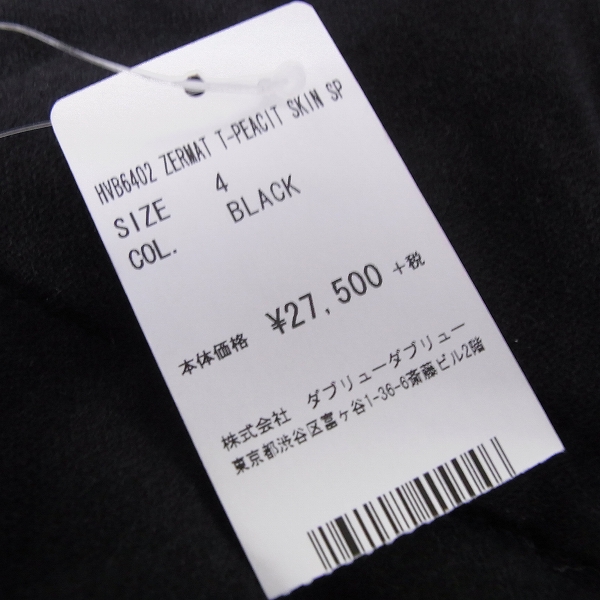 HVB6402 ZERMAT T-PEACIT SKIN SP
SIZE 4
COL. BLACK
本体価格 ¥27,500 +税
株式会社 ダブリューダブリュー
東京都渋谷区富ヶ谷1-36-6斎藤ビル2階